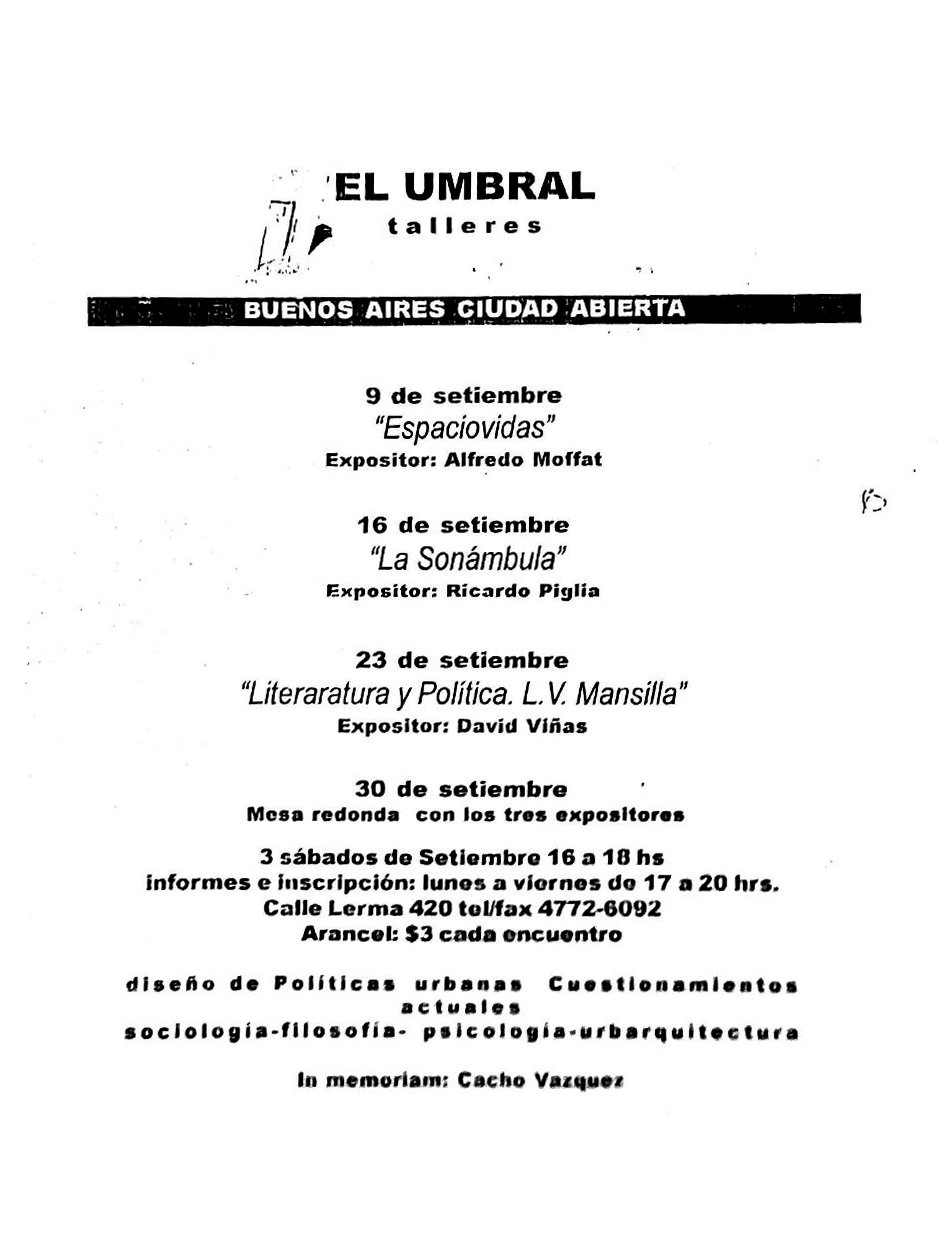 EL UMBRAL
talleres
BUENOS AIRES CIUDAD ABIERTA
9 de setiembre
"Espaciovidas"
Expositor: Alfredo Moffat
16 de setiembre
"La Sonámbula"
Expositor: Ricardo Piglia
23 de setiembre
"Literaratura y Política. L.V. Mansilla"
Expositor: David Viñas
30 de setiembre
Mesa redonda con los tres expositores
3 sábados de Setiembre 16 a 18 hs
informes e inscripción: lunes a viernes de 17 a 20 hrs.
Calle Lerma 420 tel/fax 4772-6092
Arancel: $3 cada encuentro
diseño de Políticas urbanas Cuestionamientos
actuales
sociología-filosofía- psicología-urbarquitectura
In memoriam: Cacho Vazquez